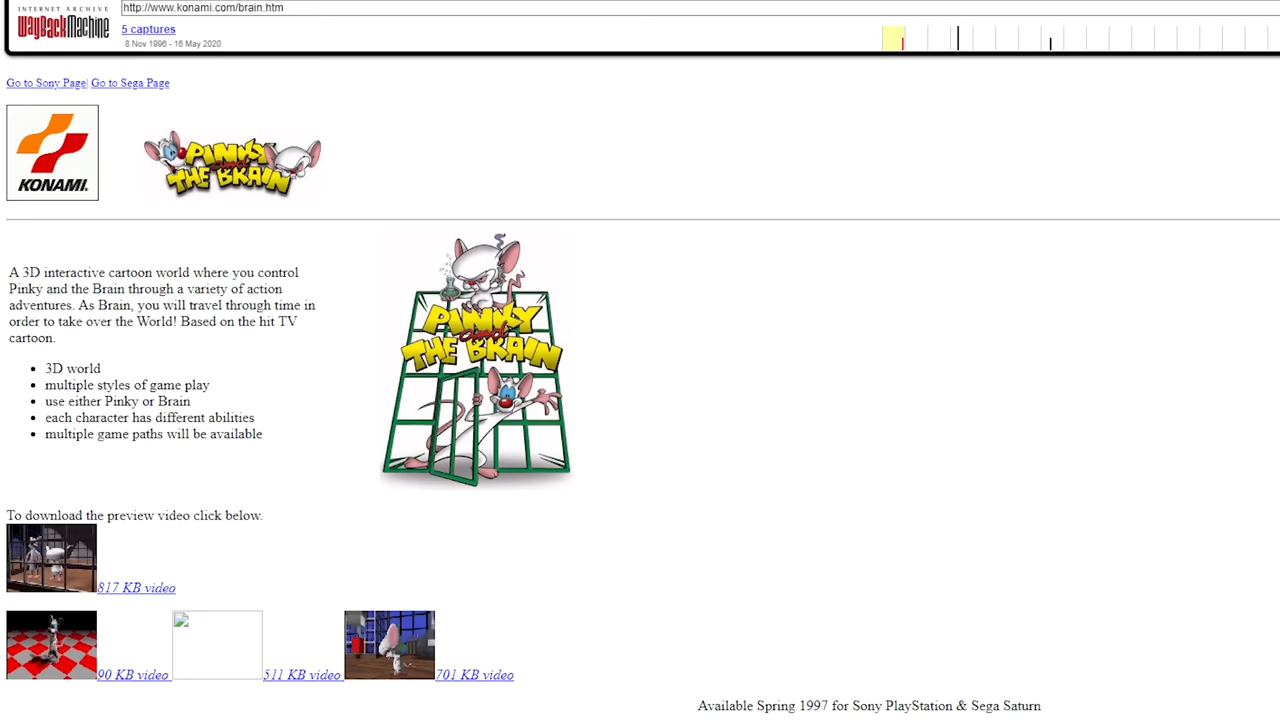 INTERNET ARCHIVE
WayBackMachine
http://www.konami.com/brain.htm
5 captures
8 Nov 1996 - 16 May 2020
Go to Sony Page| Go to Sega Page
KONAMI.
PINKY and THE BRAIN
A 3D interactive cartoon world where you control
Pinky and the Brain through a variety of action
adventures. As Brain, you will travel through time in
order to take over the World! Based on the hit TV
cartoon.
• 3D world
• multiple styles of game play
• use either Pinky or Brain
• each character has different abilities
• multiple game paths will be available
PINKY
and
THE BRAIN
To download the preview video click below.
817 KB video
90 KB video 511 KB video 701 KB video
Available Spring 1997 for Sony PlayStation & Sega Saturn